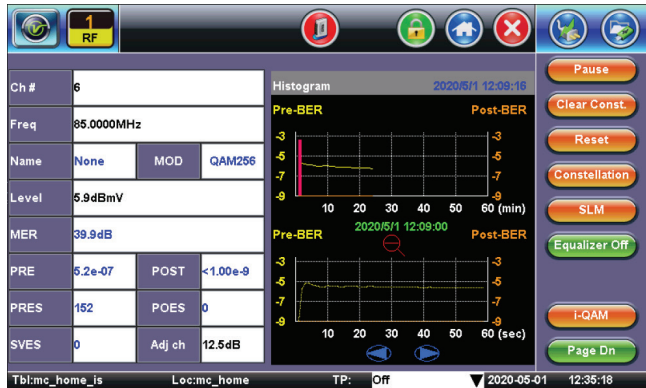 1
RF
Ch # 6
Freq 85.0000MHz
Name None MOD QAM256
Level 5.9dBmV
MER 39.9dB
PRE 5.2e-07 POST <1.00e-9
PRES 152 POES 0
SVES 0 Adj ch 12.5dB
Histogram 2020/5/1 12:09:16
Pre-BER Post-BER
-3 -3
-5 -5
-7 -7
-9 -9
10 20 30 40 50 60 (min)
2020/5/1 12:09:00
Pre-BER Post-BER
-3 -3
-5 -5
-7 -7
-9 -9
10 20 30 40 50 60 (sec)
Pause
Clear Const.
Reset
Constellation
SLM
Equalizer Off
i-QAM
Page Dn
Tbl:mc_home_is Loc:mc_home TP: Off 2020-05-01 12:35:18